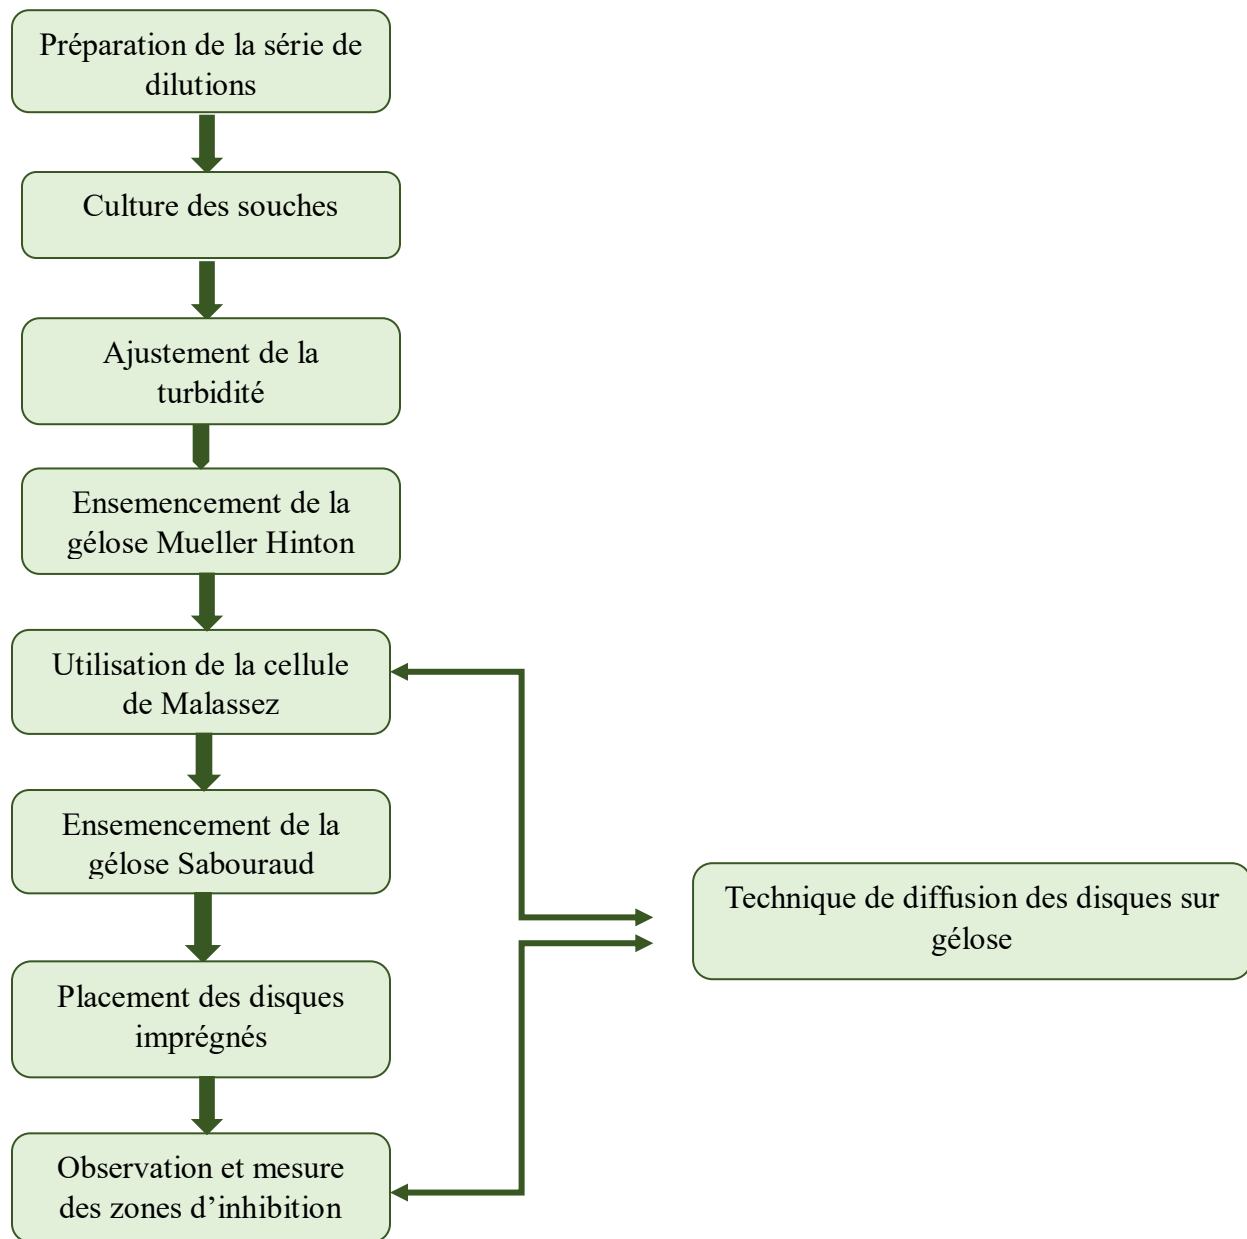 Préparation de la série de
dilutions
Culture des souches
Ajustement de la
turbidité
Ensemencement de la
gélose Mueller Hinton
Utilisation de la cellule
de Malassez
Ensemencement de la
gélose Sabouraud
Technique de diffusion des disques sur
gélose
Placement des disques
imprégnés
Observation et mesure
des zones d’inhibition